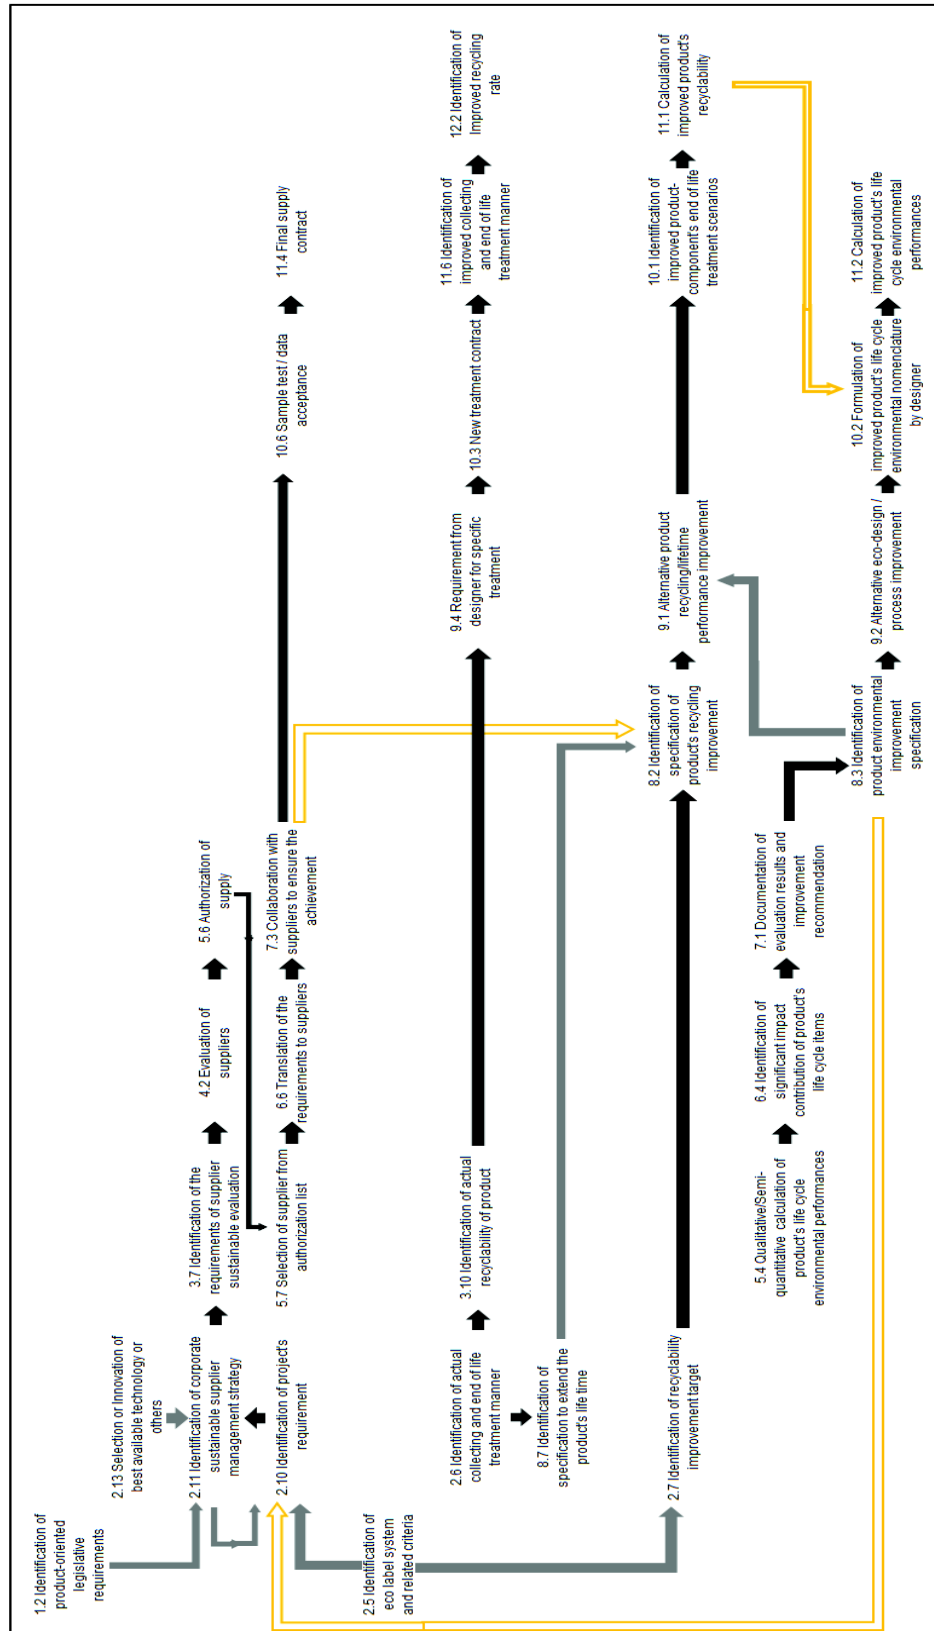 1.2 Identification of
product-oriented
legislative
requirements
2.13 Selection or Innovation of
best available technology or
others
2.11 Identification of corporate
sustainable supplier
management strategy
3.7 Identification of the
requirements of supplier
sustainable evaluation
4.2 Evaluation of
suppliers
5.6 Authorization of
supply
2.10 Identification of project's
requirement
5.7 Selection of supplier from
authorization list
6.6 Translation of the
requirements to suppliers
7.3 Collaboration with
suppliers to ensure the
achievement
10.6 Sample test / data
acceptance
11.4 Final supply
contract
2.5 Identification of
eco label system
and related criteria
2.6 Identification of actual
collecting and end of life
treatment manner
3.10 Identification of actual
recyclability of product
9.4 Requirement from
designer for specific
treatment
10.3 New treatment contract
11.6 Identification of
improved collecting
and end of life
treatment manner
12.2 Identification of
Improved recycling
rate
8.7 Identification of
specification to extend the
product's life time
2.7 Identification of recyclability
improvement target
8.2 Identification of
specification of
product's recycling
improvement
9.1 Alternative product
recycling/lifetime
performance improvement
10.1 Identification of
improved product-
component's end of life
treatment scenarios
11.1 Calculation of
improved product's
recyclability
5.4 Qualitative/Semi-
quantitative calculation of
product's life cycle
environmental performances
6.4 Identification of
significant impact
contribution of product's
life cycle items
7.1 Documentation of
evaluation results and
improvement
recommendation
8.3 Identification of
product environmental
improvement
specification
9.2 Alternative eco-design /
process improvement
10.2 Formulation of
improved product's life cycle
environmental nomenclature
by designer
11.2 Calculation of
improved product's life
cycle environmental
performances